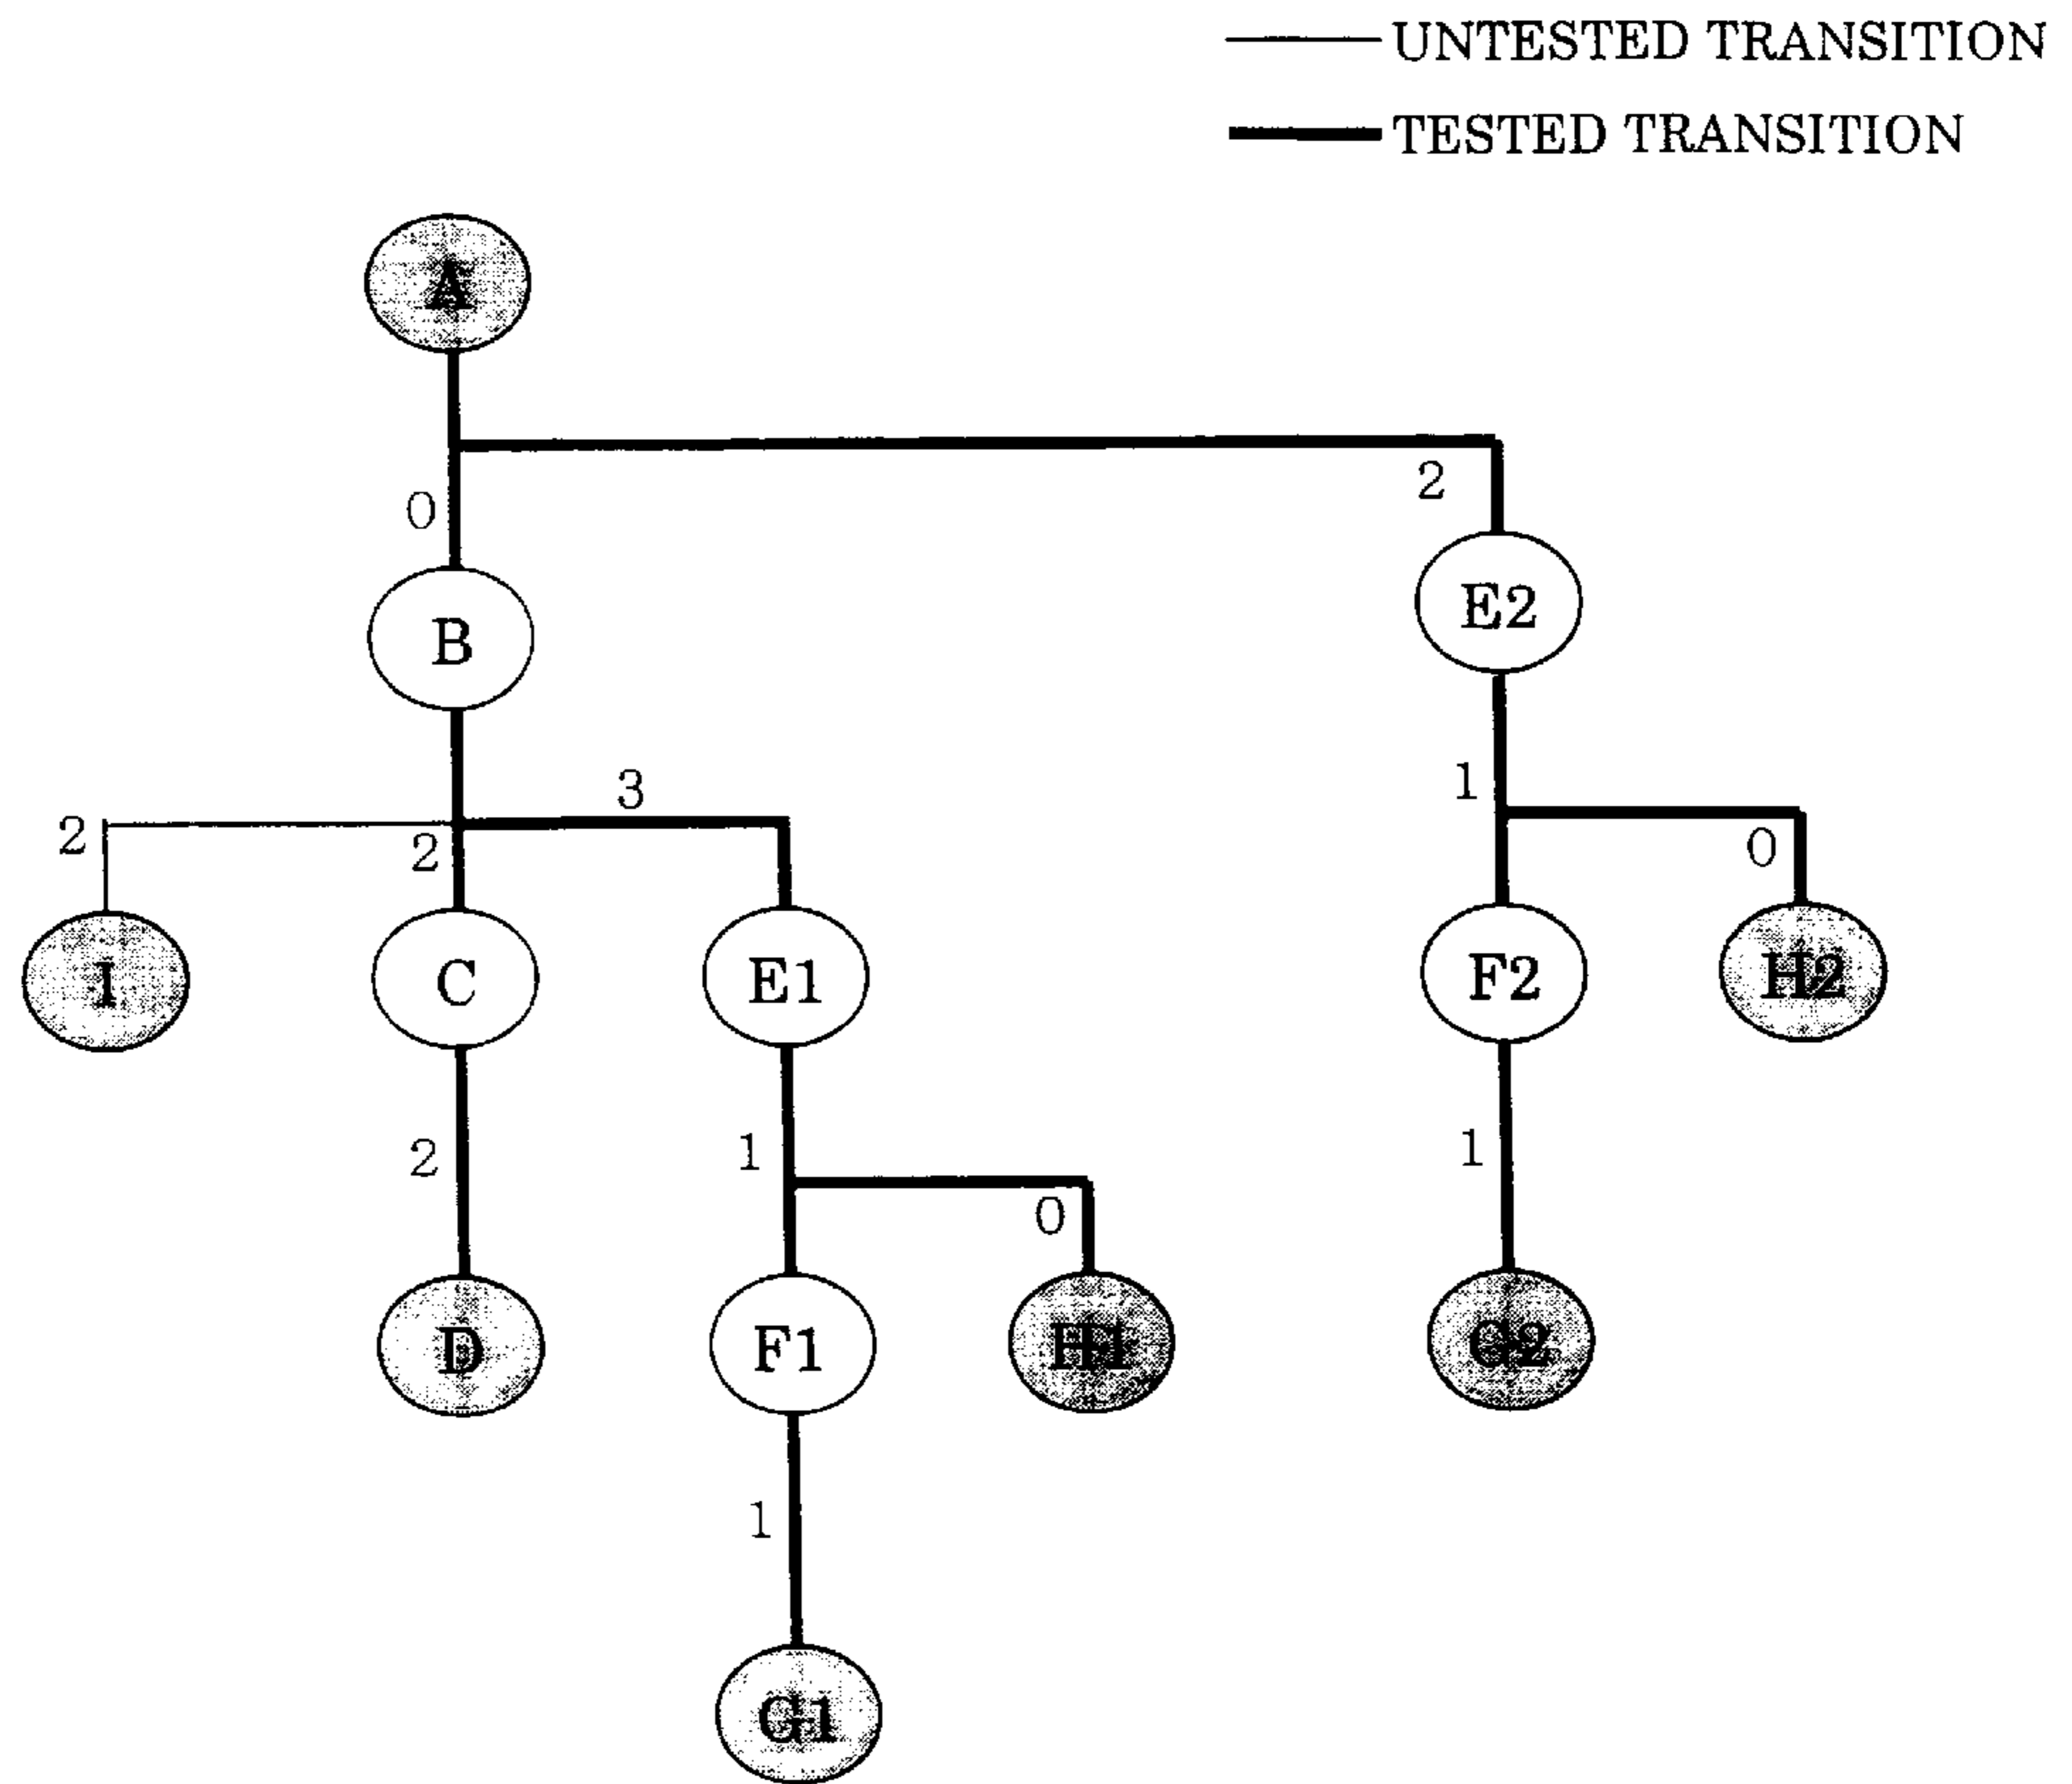 UNTESTED TRANSITION
TESTED TRANSITION
A
0
2
B
E2
2
2
3
1
0
I
C
E1
F2
H2
2
1
0
1
D
F1
H1
G2
1
G1